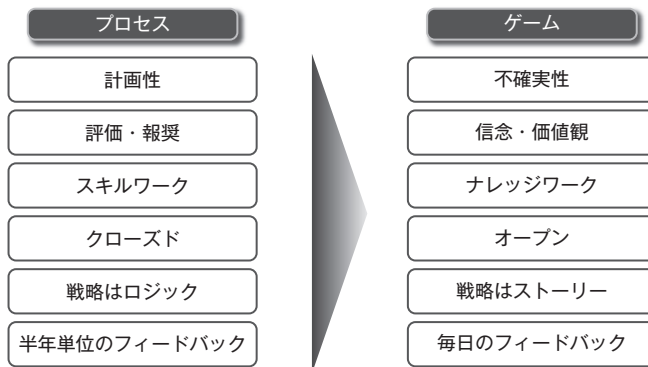 プロセス
ゲーム
計画性
不確実性
評価・報奨
信念・価値観
スキルワーク
ナレッジワーク
クローズド
オープン
戦略はロジック
戦略はストーリー
半年単位のフィードバック
毎日のフィードバック